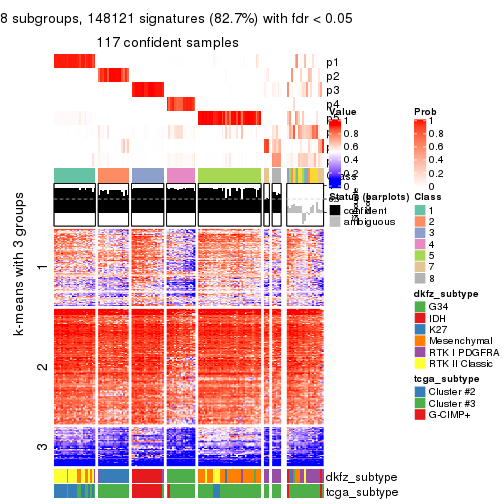 8 subgroups, 148121 signatures (82.7%) with fdr < 0.05
117 confident samples
p1
p2
p3
p4
Value
1
0.8
0.6
0.4
0.2
0
Prob
1
0.8
0.6
0.4
0.2
0
Status (barplots)
confident
ambiguous
Class
1
2
3
4
5
7
8
dkfz_subtype
G34
IDH
K27
Mesenchymal
RTK I PDGFRA
RTK II Classic
tcga_subtype
Cluster #2
Cluster #3
G-CIMP+
k-means with 3 groups
1
2
3
dkfz_subtype
tcga_subtype